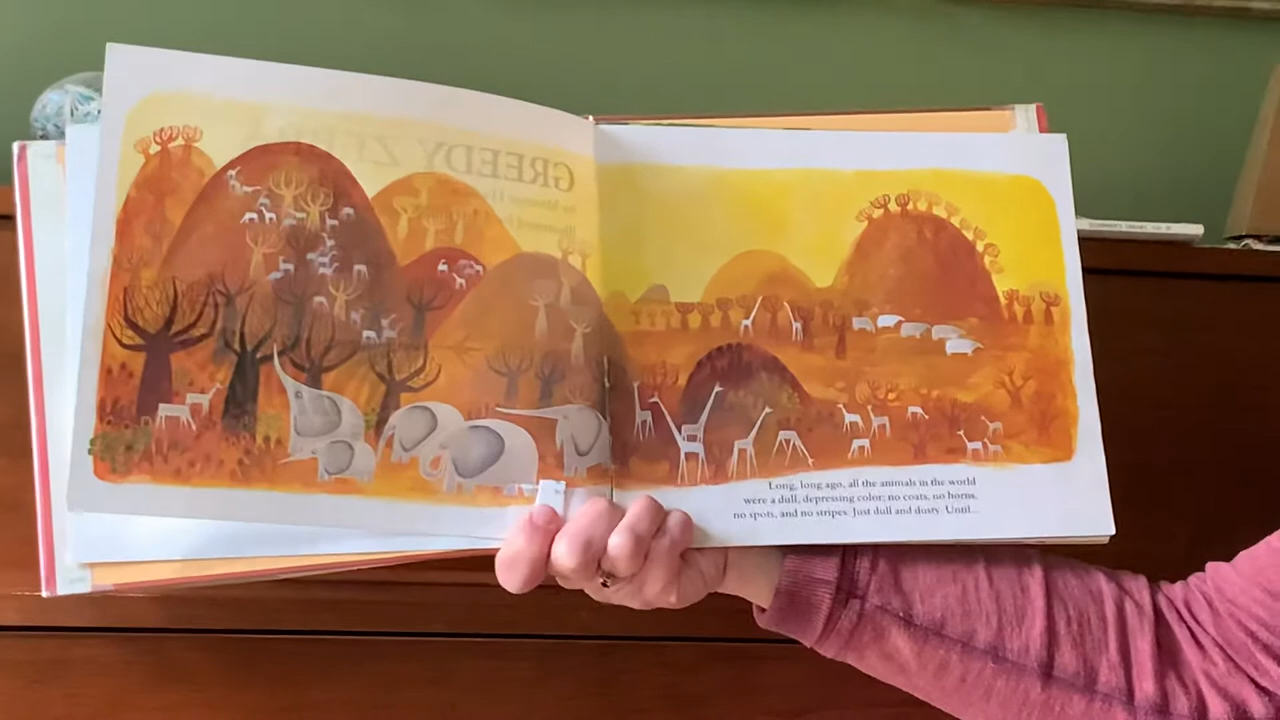 GREEDY
Long, long ago, all the animals in the world
were a dull, depressing color; no coats, no horns,
no spots, and no stripes. Just dull and dusty. Until...